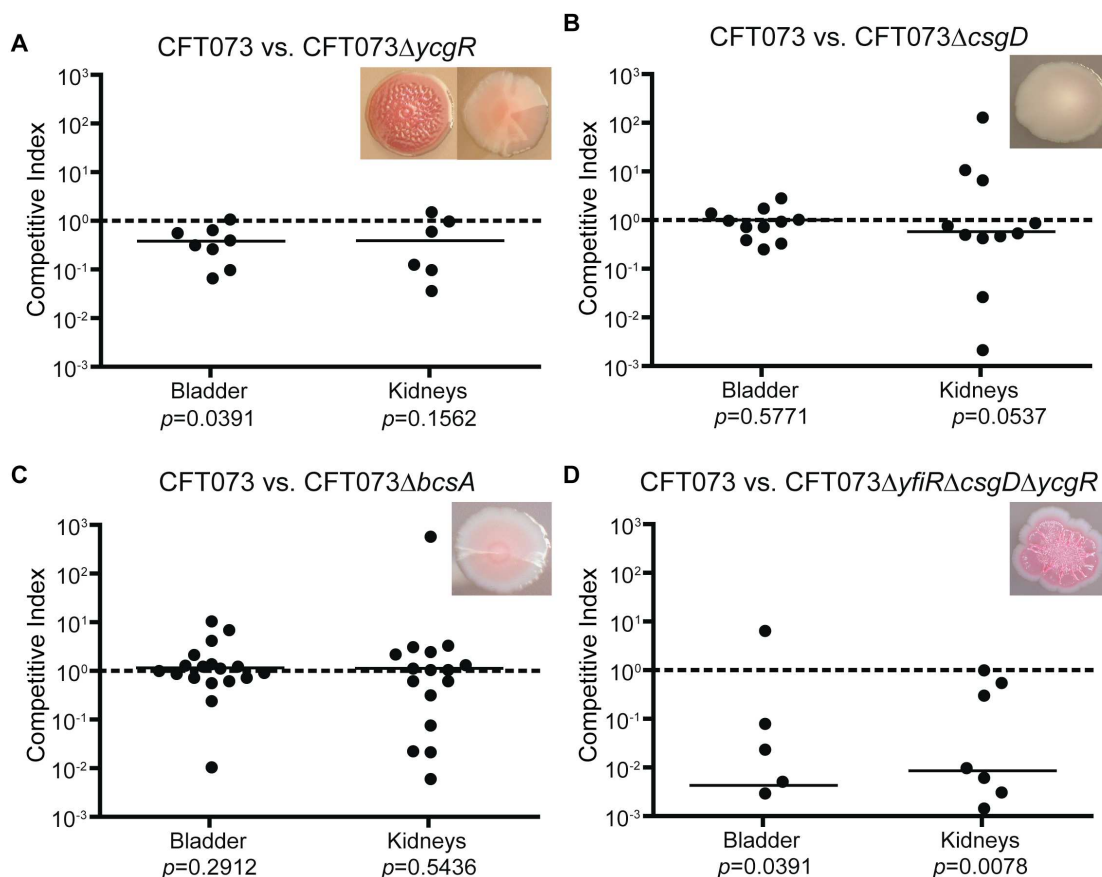 A
CFT073 vs. CFT073ΔycgR
Competitive Index
10³
10²
10¹
10⁰
10⁻¹
10⁻²
10⁻³
Bladder
p=0.0391
Kidneys
p=0.1562
B
CFT073 vs. CFT073ΔcsgD
Competitive Index
10³
10²
10¹
10⁰
10⁻¹
10⁻²
10⁻³
Bladder
p=0.5771
Kidneys
p=0.0537
C
CFT073 vs. CFT073ΔbcsA
Competitive Index
10³
10²
10¹
10⁰
10⁻¹
10⁻²
10⁻³
Bladder
p=0.2912
Kidneys
p=0.5436
D
CFT073 vs. CFT073ΔyfiRΔcsgDΔycgR
Competitive Index
10³
10²
10¹
10⁰
10⁻¹
10⁻²
10⁻³
Bladder
p=0.0391
Kidneys
p=0.0078